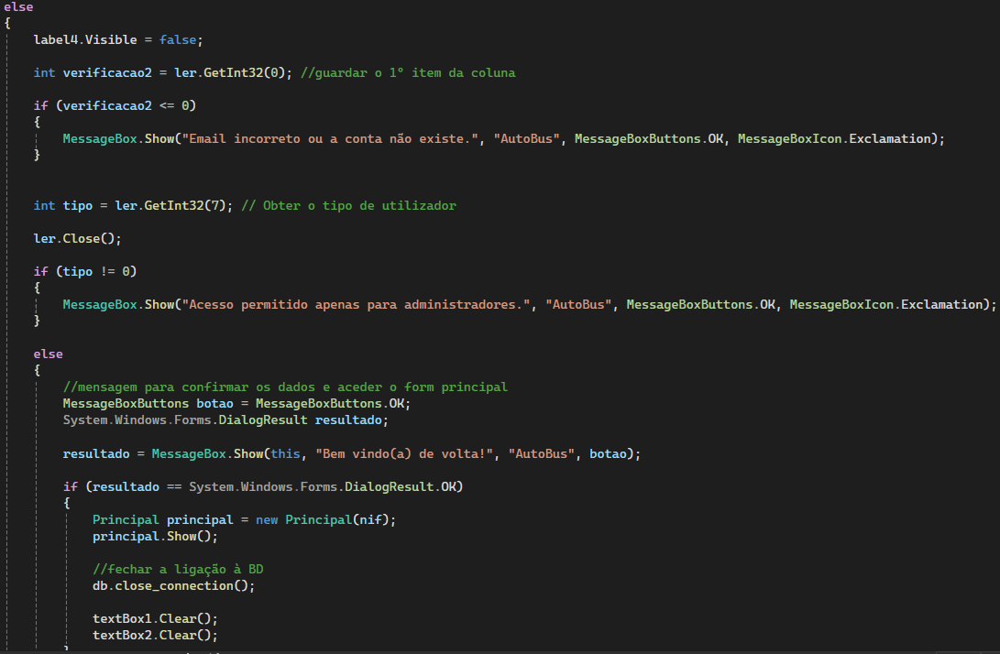 else
{
label4.Visible = false;
int verificacao2 = ler.GetInt32(0); //guardar o 1º item da coluna
if (verificacao2 <= 0)
{
MessageBox.Show("Email incorreto ou a conta não existe.", "AutoBus", MessageBoxButtons.OK, MessageBoxIcon.Exclamation);
}
int tipo = ler.GetInt32(7); // Obter o tipo de utilizador
ler.Close();
if (tipo != 0)
{
MessageBox.Show("Acesso permitido apenas para administradores.", "AutoBus", MessageBoxButtons.OK, MessageBoxIcon.Exclamation);
}
else
{
//mensagem para confirmar os dados e aceder o form principal
MessageBoxButtons botao = MessageBoxButtons.OK;
System.Windows.Forms.DialogResult resultado;
resultado = MessageBox.Show(this, "Bem vindo(a) de volta!", "AutoBus", botao);
if (resultado == System.Windows.Forms.DialogResult.OK)
{
Principal principal = new Principal(nif);
principal.Show();
//fechar a ligação à BD
db.close_connection();
textBox1.Clear();
textBox2.Clear();
}